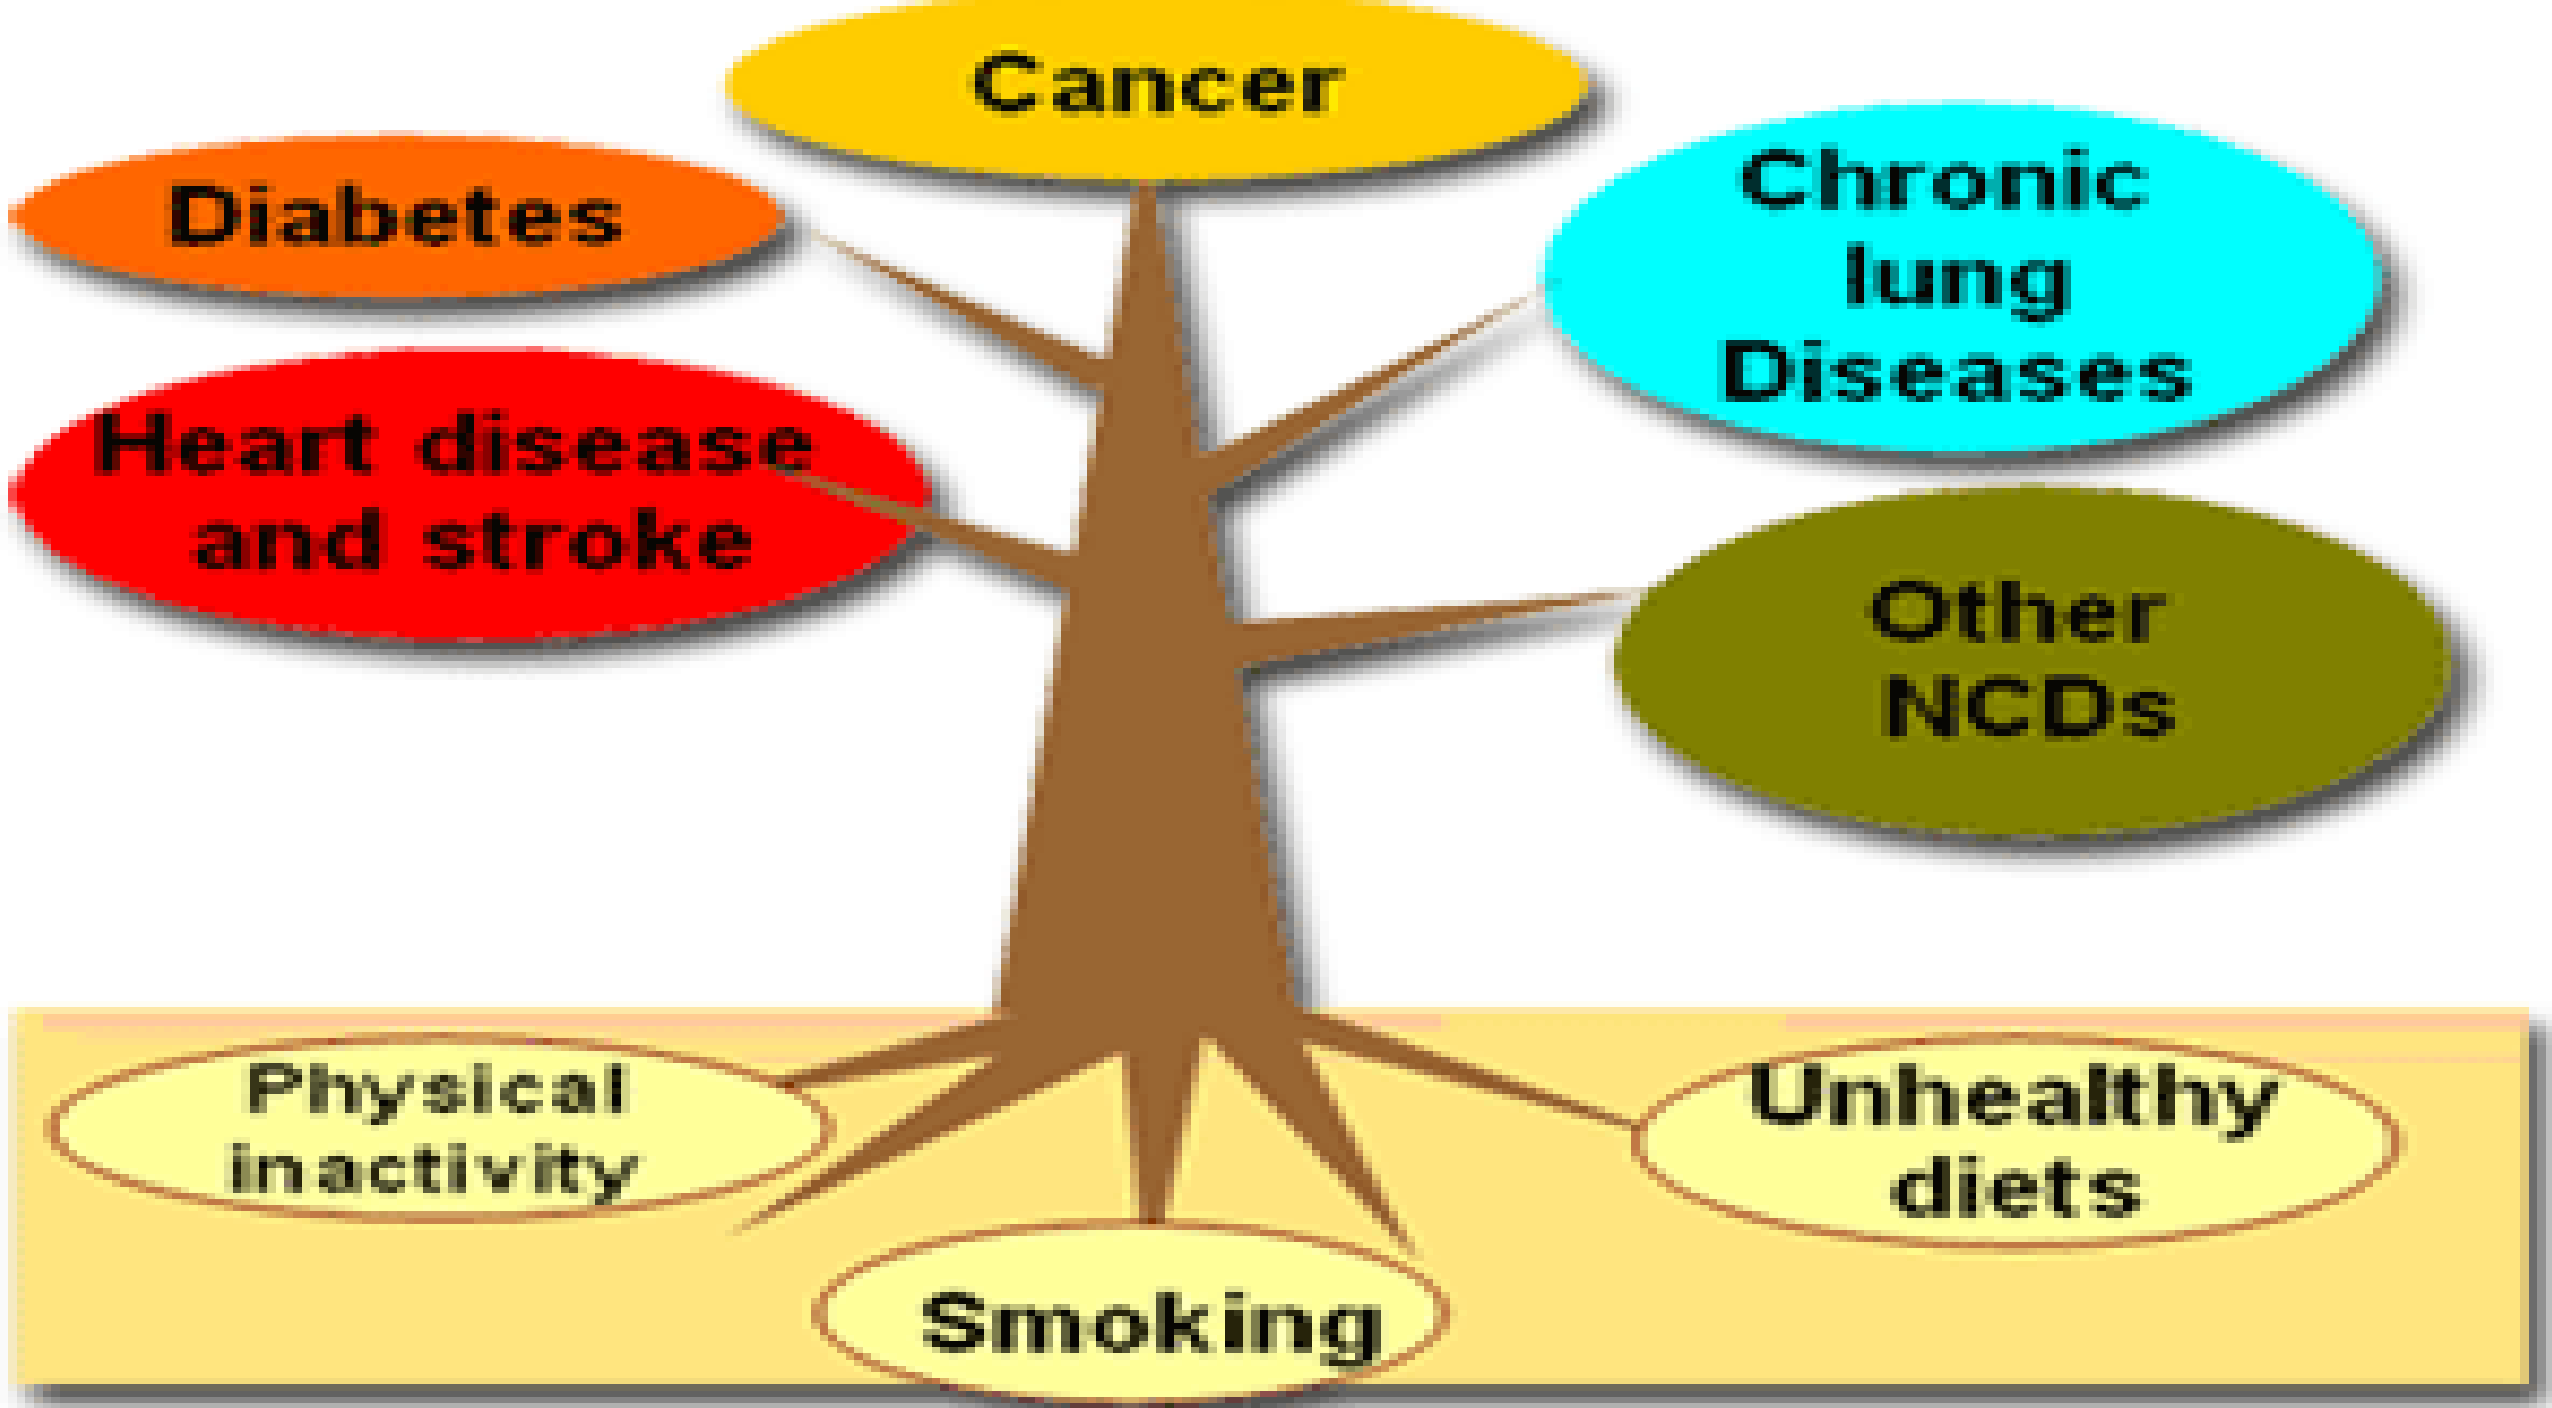 Cancer
Diabetes
Chronic
lung
Diseases
Heart disease
and stroke
Other
NCDs
Physical
inactivity
Unhealthy
diets
Smoking